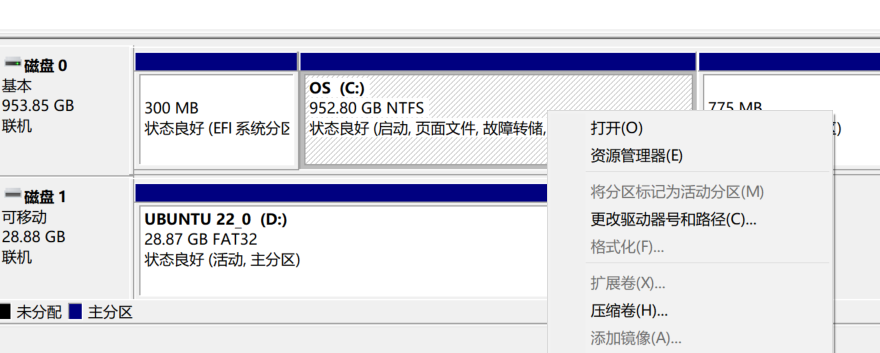 磁盘 0
基本
953.85 GB
联机
300 MB
状态良好 (EFI 系统分区
OS (C:)
952.80 GB NTFS
状态良好 (启动, 页面文件, 故障转储,
775 MB
打开(O)
资源管理器(E)
将分区标记为活动分区(M)
更改驱动器号和路径(C)...
格式化(F)...
扩展卷(X)...
压缩卷(H)...
添加镜像(A)...
磁盘 1
可移动
28.88 GB
联机
UBUNTU 22_0 (D:)
28.87 GB FAT32
状态良好 (活动, 主分区)
未分配 主分区